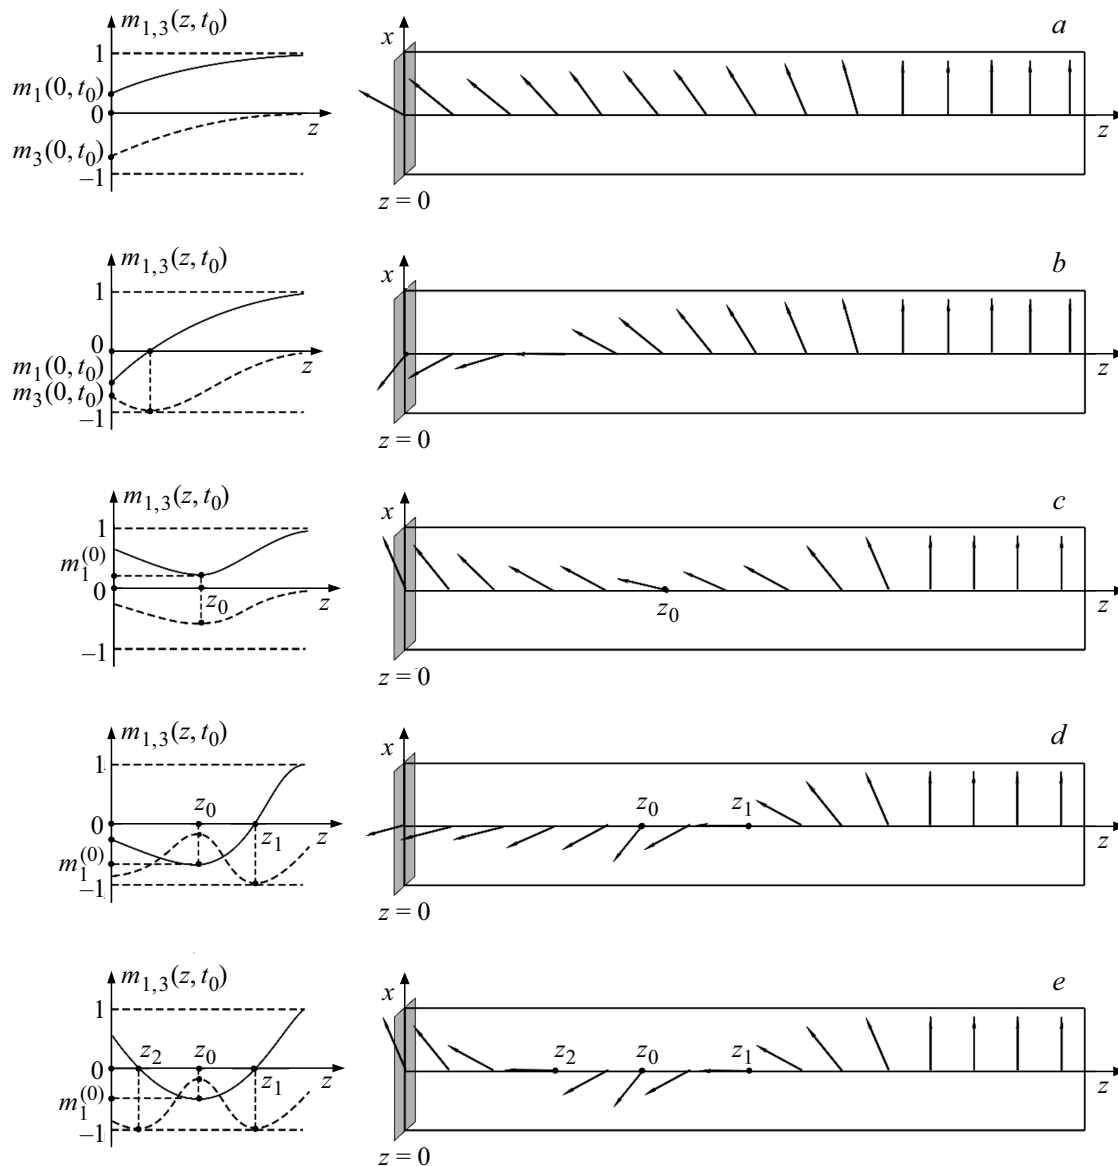 m₁,₃(z, t₀)
1
m₁(0, t₀)
0
z
m₃(0, t₀)
–1
x
a
z
z = 0
m₁,₃(z, t₀)
1
0
z
m₁(0, t₀)
m₃(0, t₀)
–1
x
b
z
z = 0
m₁,₃(z, t₀)
1
m₁⁽⁰⁾
0
z₀
z
–1
x
c
z₀
z
z = 0
m₁,₃(z, t₀)
1
z₀
0
z₁
z
m₁⁽⁰⁾
–1
x
d
z₀
z₁
z
z = 0
m₁,₃(z, t₀)
1
z₂
z₀
0
z₁
z
m₁⁽⁰⁾
–1
x
e
z₂
z₀
z₁
z
z = 0